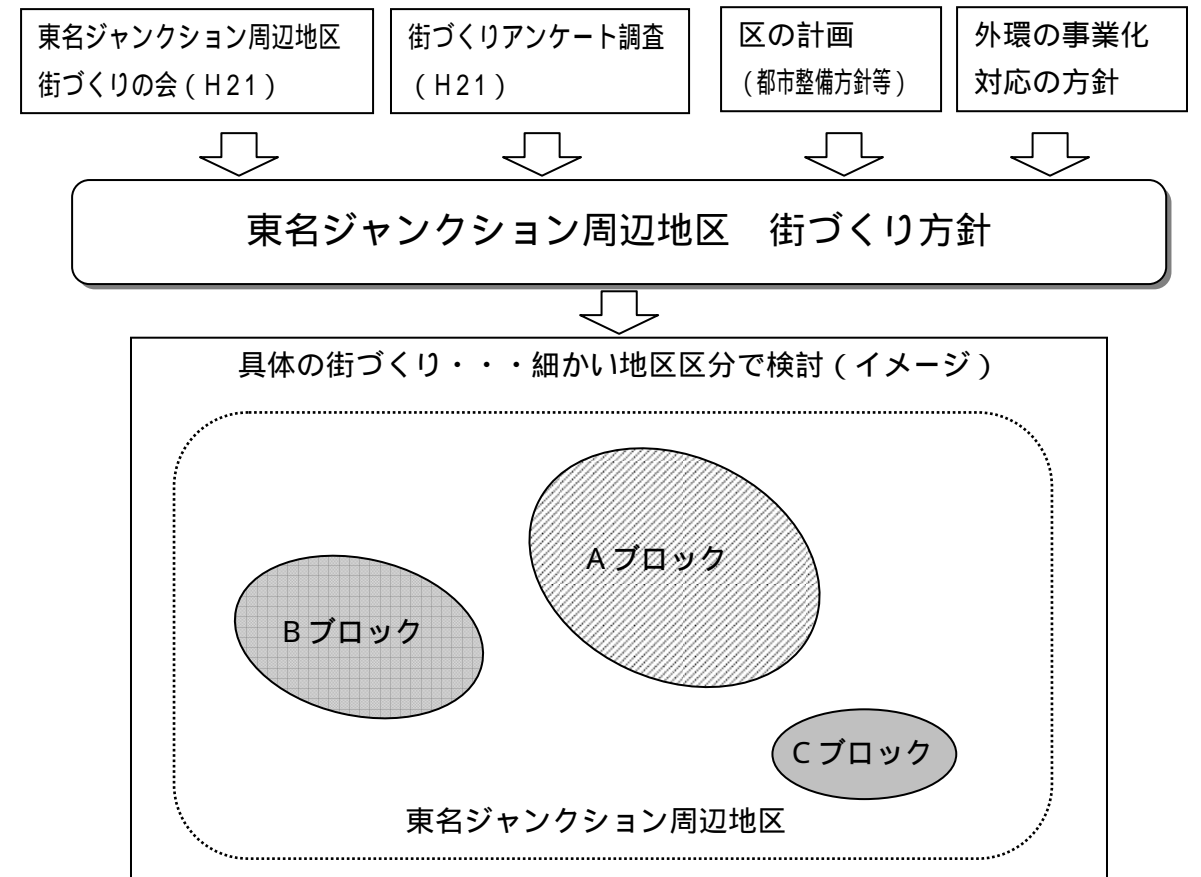 東名ジャンクション周辺地区
街づくりの会(H21)
街づくりアンケート調査
(H21)
区の計画
(都市整備方針等)
外環の事業化
対応の方針
東名ジャンクション周辺地区　街づくり方針
具体の街づくり・・・細かい地区区分で検討(イメージ)
Aブロック
Bブロック
Cブロック
東名ジャンクション周辺地区